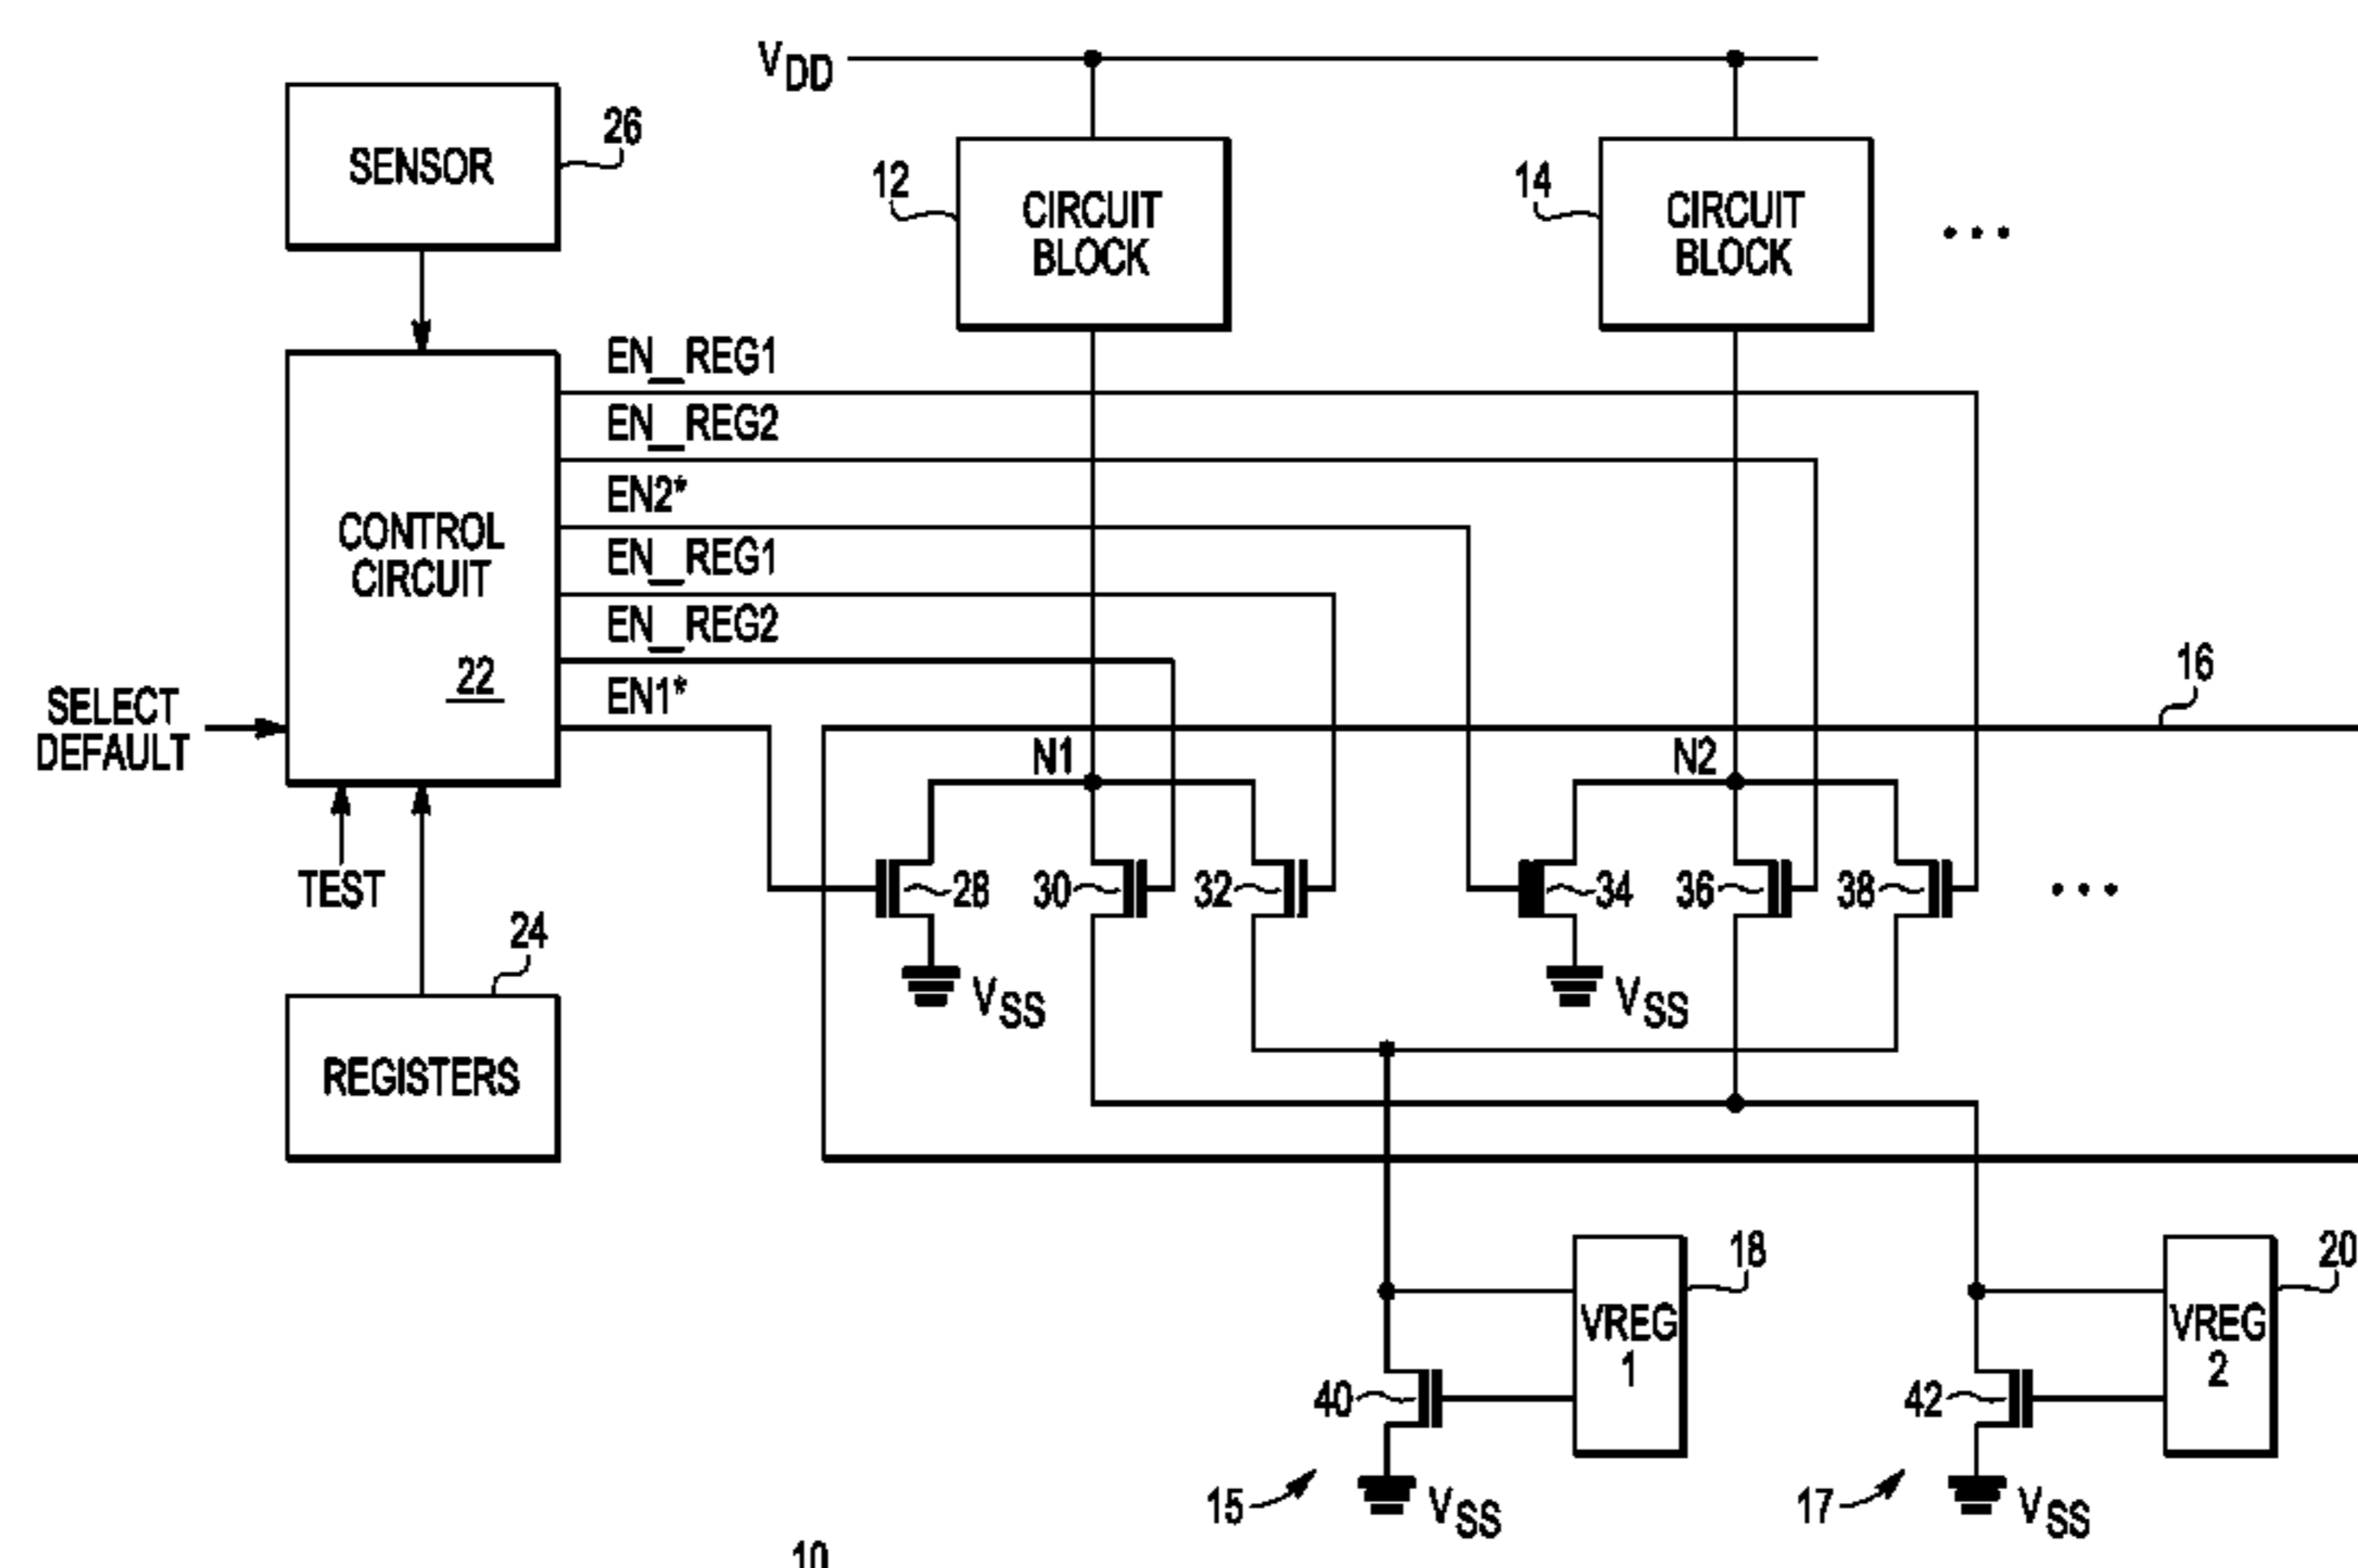 VDD
SENSOR
26
12
CIRCUIT
BLOCK
14
CIRCUIT
BLOCK
• • •
EN_REG1
EN_REG2
EN2*
EN_REG1
EN_REG2
EN1*
CONTROL
CIRCUIT
22
SELECT
DEFAULT
TEST
24
REGISTERS
16
N1
N2
28
30
32
34
36
38
• • •
VSS
VSS
18
VREG
1
20
VREG
2
40
42
15
VSS
17
VSS
10